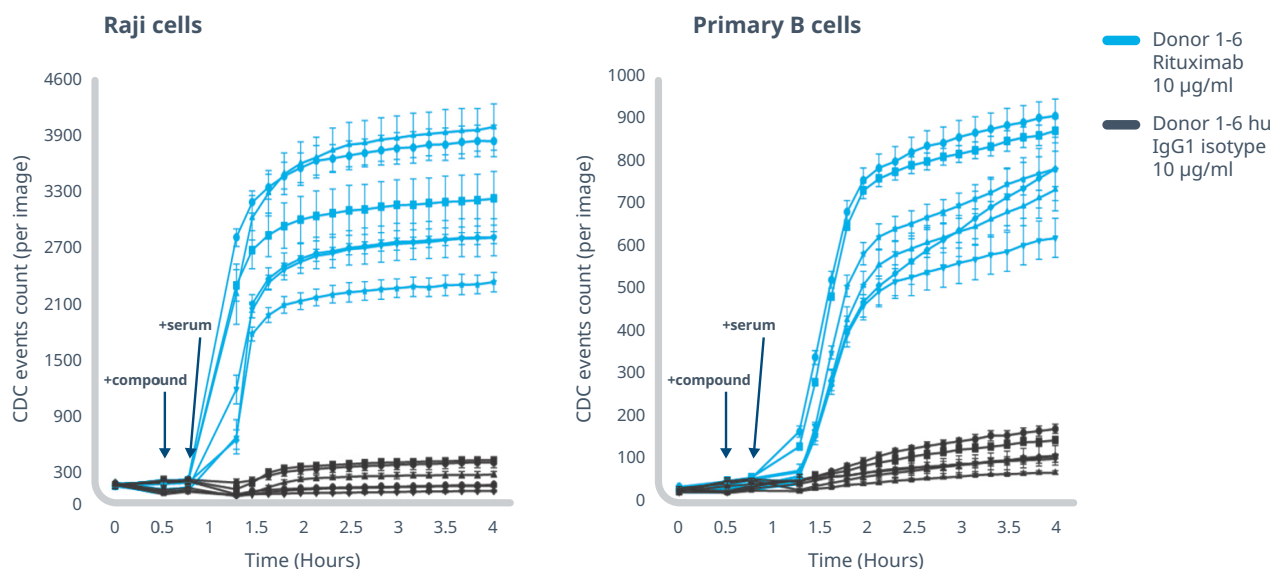 Raji cells
CDC events count (per image)
4600
3900
3300
2700
2100
1500
900
300
0
+serum
+compound
0
0.5
1
1.5
2
2.5
3
3.5
4
Time (Hours)
Primary B cells
CDC events count (per image)
1000
900
800
700
600
500
400
300
200
100
0
+serum
+compound
0
0.5
1
1.5
2
2.5
3
3.5
4
Time (Hours)
Donor 1-6
Rituximab
10 µg/ml
Donor 1-6 hu
IgG1 isotype
10 µg/ml